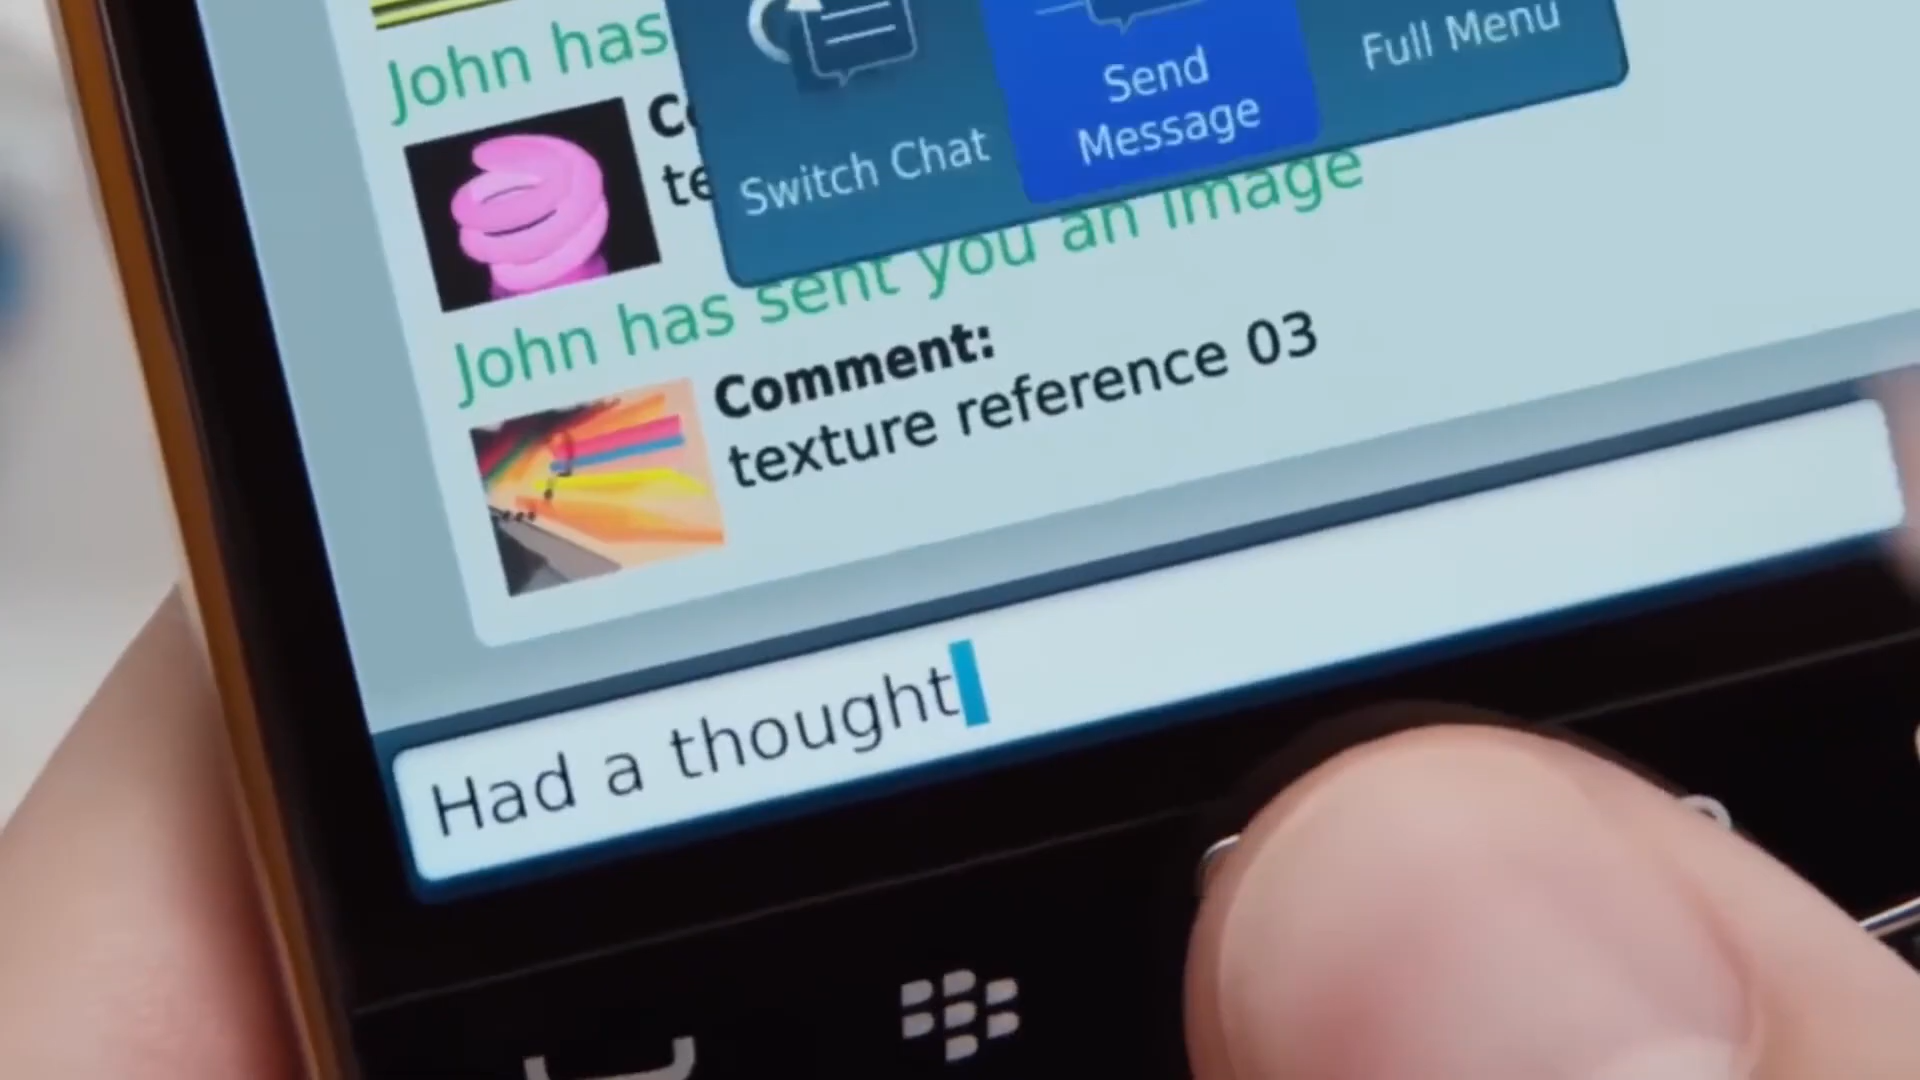 John has
Switch Chat
Send
Message
Full Menu
John has sent you an image
Comment:
texture reference 03
Had a thought